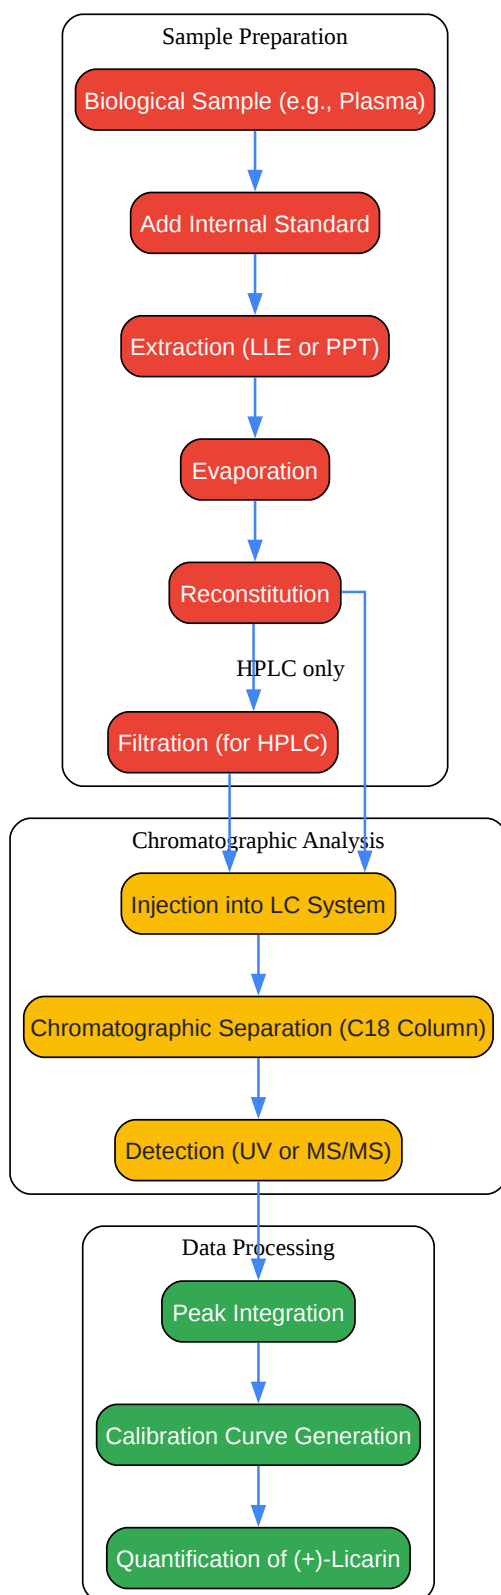 Sample Preparation
Biological Sample (e.g., Plasma)
Add Internal Standard
Extraction (LLE or PPT)
Evaporation
Reconstitution
HPLC only
Filtration (for HPLC)
Chromatographic Analysis
Injection into LC System
Chromatographic Separation (C18 Column)
Detection (UV or MS/MS)
Data Processing
Peak Integration
Calibration Curve Generation
Quantification of (+)-Licarin